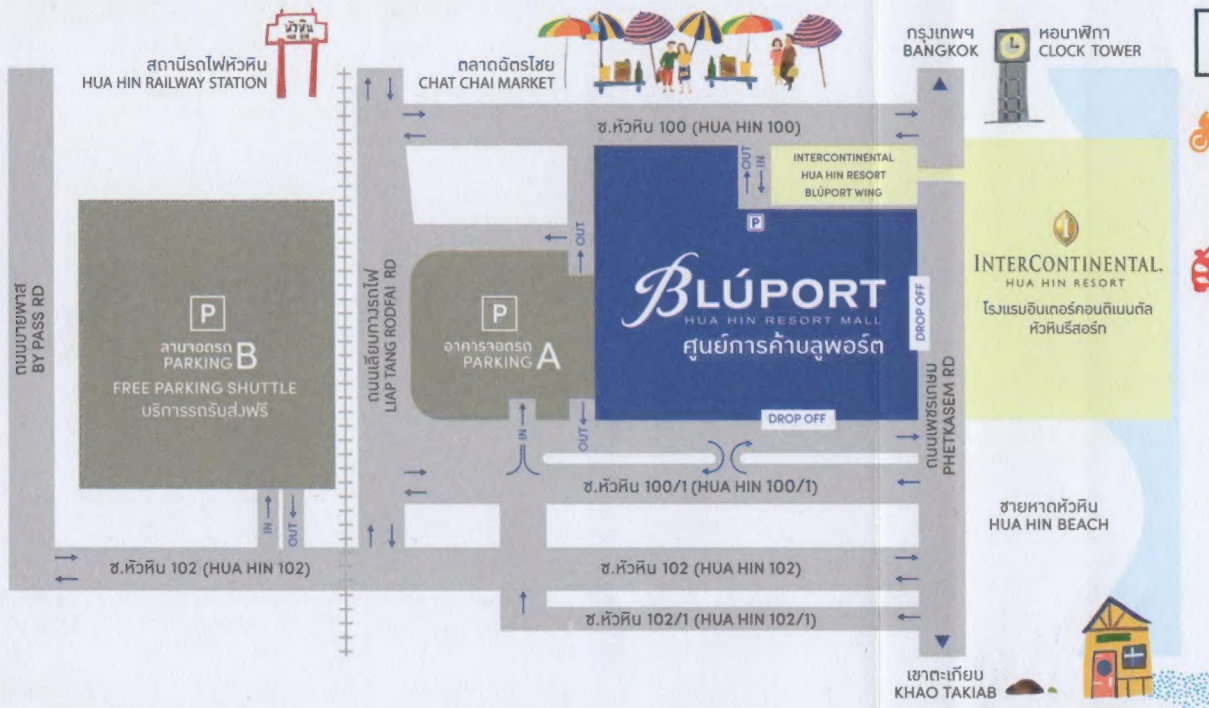 หัวหิน
HUA HIN
สถานีรถไฟหัวหิน
HUA HIN RAILWAY STATION
ตลาดฉัตรไชย
CHAT CHAI MARKET
กรุงเทพฯ
BANGKOK
หอนาฬิกา
CLOCK TOWER
ซ.หัวหิน 100 (HUA HIN 100)
OUT
IN
INTERCONTINENTAL
HUA HIN RESORT
BLÚPORT WING
P
OUT
BLÚPORT
HUA HIN RESORT MALL
ศูนย์การค้าบลูพอร์ต
DROP OFF
DROP OFF
INTERCONTINENTAL.
HUA HIN RESORT
โรงแรมอินเตอร์คอนติเนนตัล
หัวหินรีสอร์ท
ถนนบายพาส
BY PASS RD
P
ลานจอดรถ
PARKING B
FREE PARKING SHUTTLE
บริการรถรับส่งฟรี
ถนนเลียบทางรถไฟ
LIAP TANG RODFAI RD
P
อาคารจอดรถ
PARKING A
IN
OUT
ถนนเพชรเกษม
PHETKASEM RD
ซ.หัวหิน 100/1 (HUA HIN 100/1)
ชายหาดหัวหิน
HUA HIN BEACH
IN
OUT
ซ.หัวหิน 102 (HUA HIN 102)
ซ.หัวหิน 102 (HUA HIN 102)
ซ.หัวหิน 102/1 (HUA HIN 102/1)
เขาตะเกียบ
KHAO TAKIAB